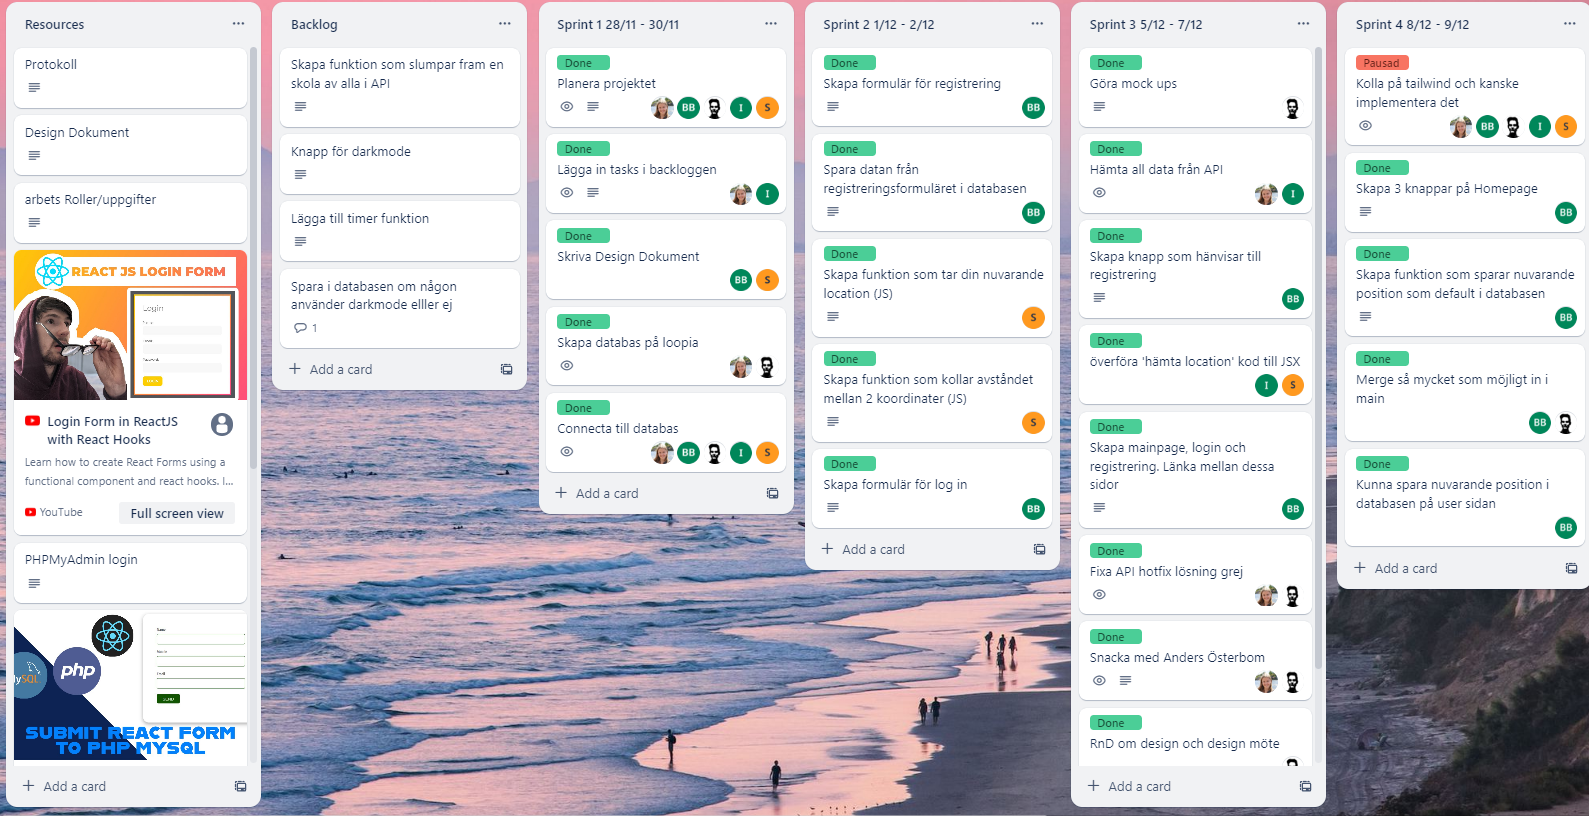 Resources
Protokoll
Design Dokument
arbets Roller/uppgifter
REACT JS LOGIN FORM
Login
Login Form in ReactJS
with React Hooks
Learn how to create React Forms using a
functional component and react hooks. I...
YouTube
Full screen view
PHPMyAdmin login
php
SUBMIT REACT FORM
TO PHP MYSQL
Add a card
Backlog
Skapa funktion som slumpar fram en
skola av alla i API
Knapp för darkmode
Lägga till timer funktion
Spara i databasen om någon
använder darkmode elller ej
1
Add a card
Sprint 1 28/11 - 30/11
Done
Planera projektet
BB
I
S
Done
Lägga in tasks i backloggen
I
Done
Skriva Design Dokument
BB
S
Done
Skapa databas på loopia
Done
Connecta till databas
BB
I
S
Add a card
Sprint 2 1/12 - 2/12
Done
Skapa formulär för registrering
BB
Done
Spara datan från
registreringsformuläret i databasen
BB
Done
Skapa funktion som tar din nuvarande
location (JS)
S
Done
Skapa funktion som kollar avståndet
mellan 2 koordinater (JS)
S
Done
Skapa formulär för log in
BB
Add a card
Sprint 3 5/12 - 7/12
Done
Göra mock ups
Done
Hämta all data från API
I
Done
Skapa knapp som hänvisar till
registrering
BB
Done
överföra 'hämta location' kod till JSX
I
S
Done
Skapa mainpage, login och
registrering. Länka mellan dessa
sidor
BB
Done
Fixa API hotfix lösning grej
Done
Snacka med Anders Österbom
Done
RnD om design och design möte
Add a card
Sprint 4 8/12 - 9/12
Pausad
Kolla på tailwind och kanske
implementera det
BB
I
S
Done
Skapa 3 knappar på Homepage
BB
Done
Skapa funktion som sparar nuvarande
position som default i databasen
BB
Done
Merge så mycket som möjligt in i
main
BB
Done
Kunna spara nuvarande position i
databasen på user sidan
BB
Add a card